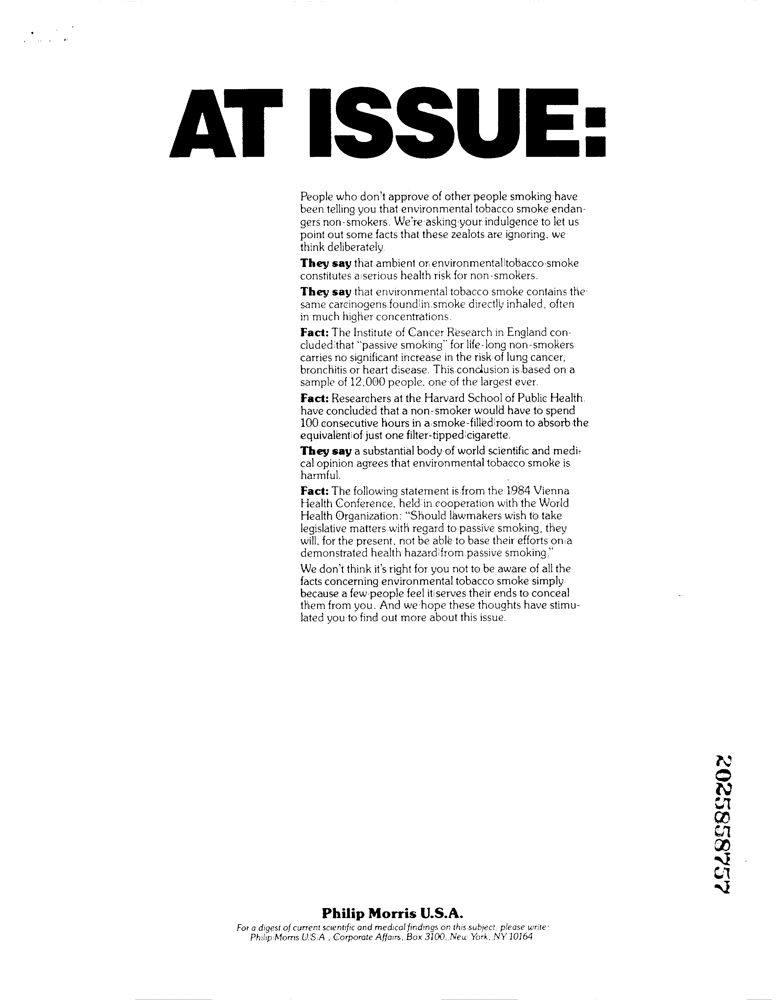 AT ISSUE:
People who don't approve of other people smoking have
been telling you that environmental tobacco smoke endan-
gers non-smokers. We're asking your indulgence to let us
point out some facts that these zealots are ignoring, we
think deliberately.
They say that ambient or environmental tobacco smoke
constitutes a serious health risk for non-smokers.
They say that environmental tobacco smoke contains the
same carcinogens found in smoke directly inhaled, often
in much higher concentrations.
Fact: The Institute of Cancer Research in England con-
cluded that "passive smoking" for life-long non-smokers
carries no significant increase in the risk of lung cancer,
bronchitis or heart disease. This conclusion is based on a
sample of 12,000 people, one of the largest ever.
Fact: Researchers at the Harvard School of Public Health
have concluded that a non-smoker would have to spend
100 consecutive hours in a smoke-filled room to absorb the
equivalent of just one filter-tipped cigarette.
They say a substantial body of world scientific and medi-
cal opinion agrees that environmental tobacco smoke is
harmful.
Fact: The following statement is from the 1984 Vienna
Health Conference, held in cooperation with the World
Health Organization: "Should lawmakers wish to take
legislative matters with regard to passive smoking, they
will, for the present, not be able to base their efforts on a
demonstrated health hazard from passive smoking."
We don't think it's right for you not to be aware of all the
facts concerning environmental tobacco smoke simply
because a few people feel it serves their ends to conceal
them from you. And we hope these thoughts have stimu-
lated you to find out more about this issue.
2025858757
Philip Morris U.S.A.
For a digest of current scientific and medical findings on this subject, please write
Philip Morris U.S.A., Corporate Affairs, Box 3100, New York, NY 10164.